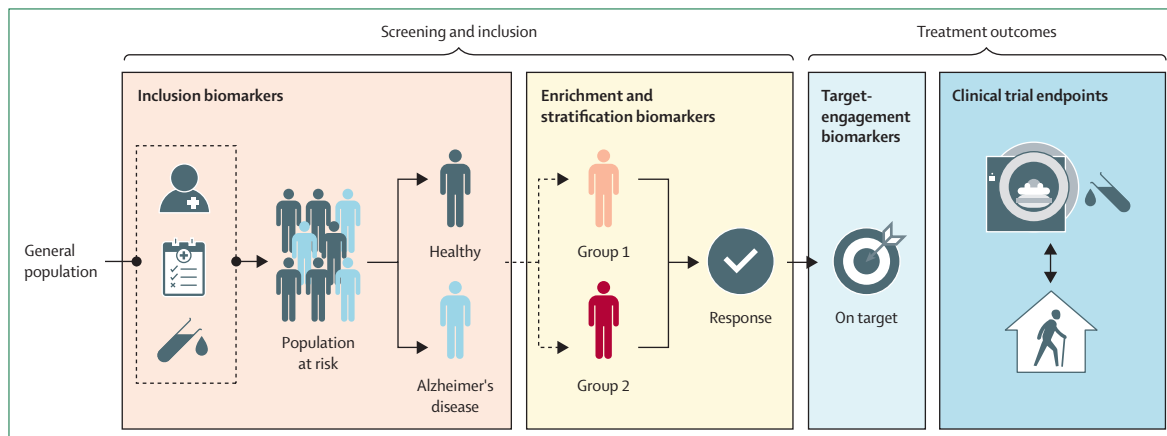 Screening and inclusion
Treatment outcomes
Inclusion biomarkers
Enrichment and
stratification biomarkers
Target-
engagement
biomarkers
Clinical trial endpoints
General
population
Population
at risk
Healthy
Alzheimer's
disease
Group 1
Group 2
Response
On target